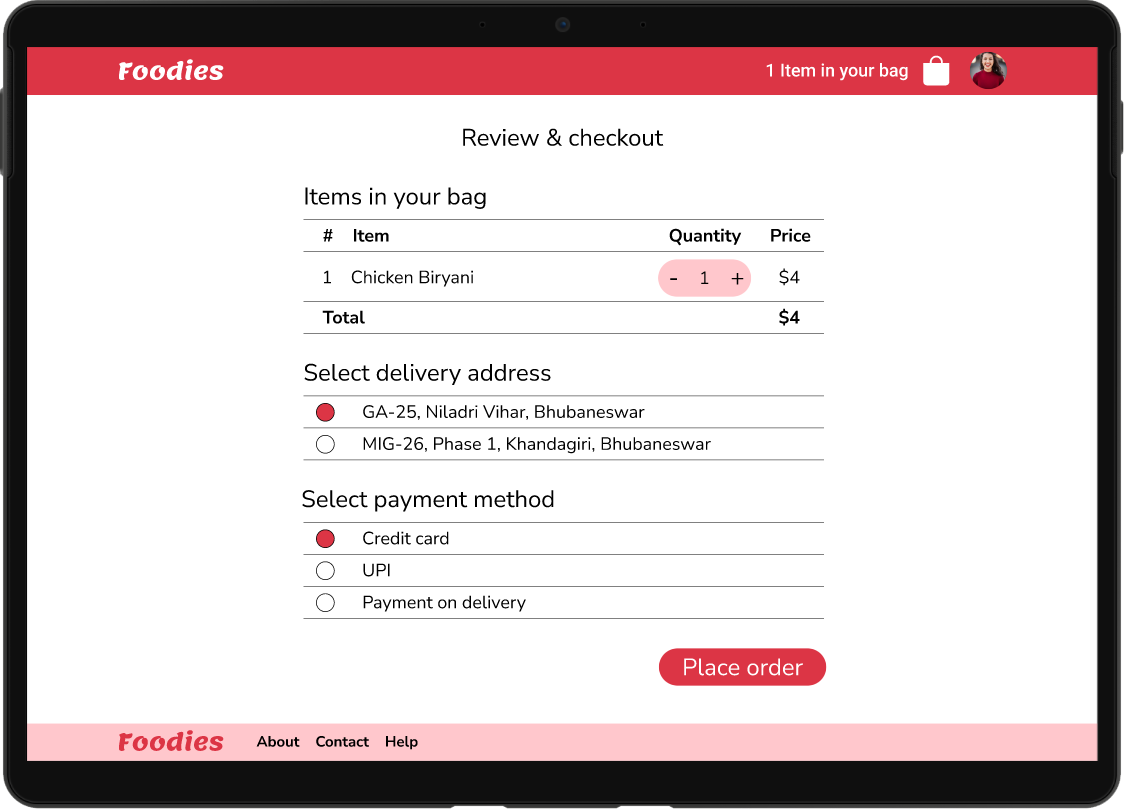 Foodies 1 Item in your bag
Review & checkout
Items in your bag
# Item Quantity Price
1 Chicken Biryani - 1 + $4
Total $4
Select delivery address
GA-25, Niladri Vihar, Bhubaneswar
MIG-26, Phase 1, Khandagiri, Bhubaneswar
Select payment method
Credit card
UPI
Payment on delivery
Place order
Foodies About Contact Help